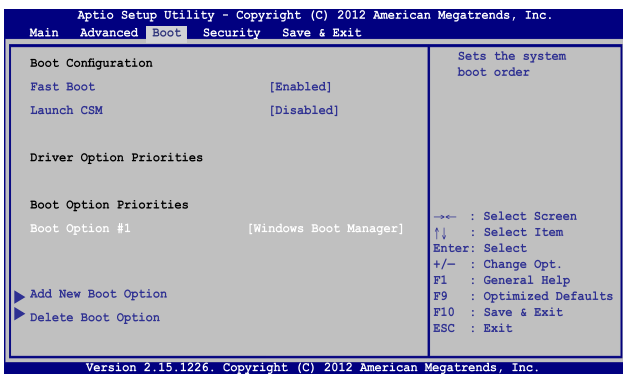 Aptio Setup Utility - Copyright (C) 2012 American Megatrends, Inc.
Main Advanced Boot Security Save & Exit
Boot Configuration
Fast Boot [Enabled]
Launch CSM [Disabled]
Driver Option Priorities
Boot Option Priorities
Boot Option #1 [Windows Boot Manager]
Add New Boot Option
Delete Boot Option
Sets the system
boot order
→← : Select Screen
↑↓ : Select Item
Enter: Select
+/— : Change Opt.
F1 : General Help
F9 : Optimized Defaults
F10 : Save & Exit
ESC : Exit
Version 2.15.1226. Copyright (C) 2012 American Megatrends, Inc.